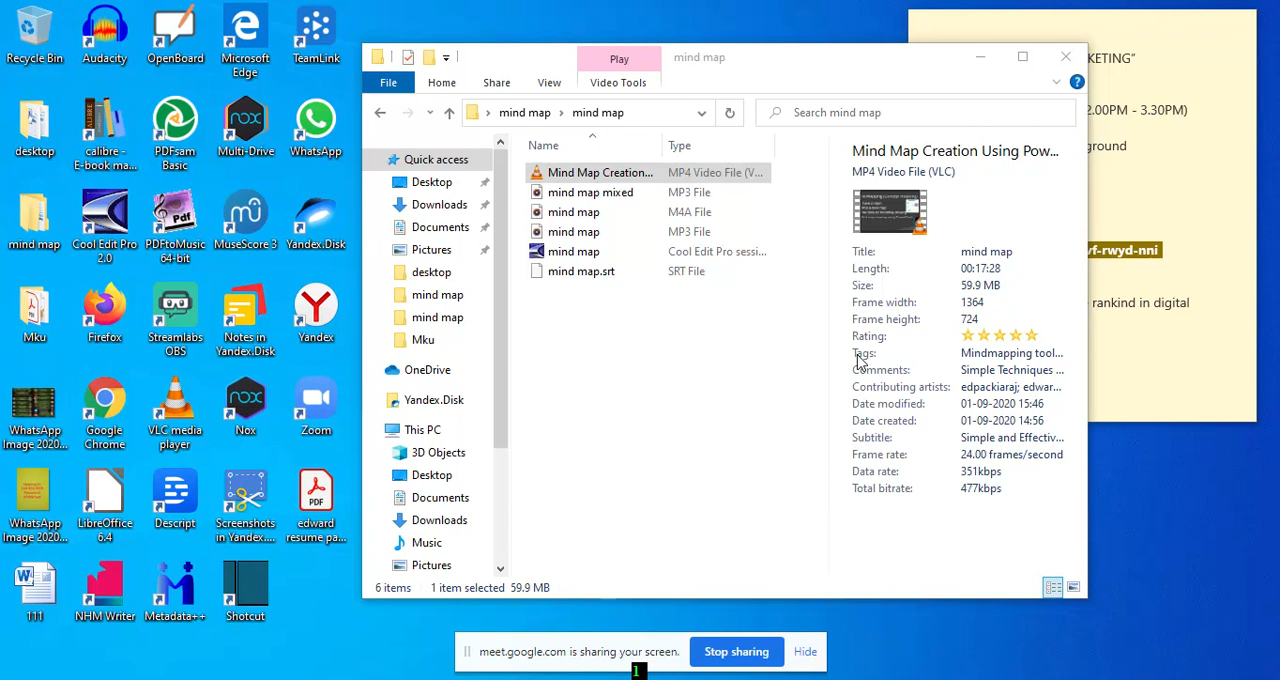 Recycle Bin
Audacity
OpenBoard
Microsoft
Edge
TeamLink
desktop
calibre -
E-book ma...
PDFsam
Basic
Multi-Drive
WhatsApp
mind map
Cool Edit Pro
2.0
PDFtoMusic
64-bit
MuseScore 3
Yandex.Disk
Mku
Firefox
Streamlabs
OBS
Notes in
Yandex.Disk
Yandex
WhatsApp
Image 2020...
Google
Chrome
VLC media
player
Nox
Zoom
WhatsApp
Image 2020...
LibreOffice
6.4
Descript
Screenshots
in Yandex....
edward
resume pa...
111
NHM Writer
Metadata++
Shotcut
Play
mind map
File
Home
Share
View
Video Tools
mind map › mind map
Search mind map
Quick access
Desktop
Downloads
Documents
Pictures
desktop
mind map
mind map
Mku
OneDrive
Yandex.Disk
This PC
3D Objects
Desktop
Documents
Downloads
Music
Pictures
Name Type
Mind Map Creation... MP4 Video File (V...
mind map mixed MP3 File
mind map M4A File
mind map MP3 File
mind map Cool Edit Pro sessi...
mind map.srt SRT File
Mind Map Creation Using Pow...
MP4 Video File (VLC)
Title: mind map
Length: 00:17:28
Size: 59.9 MB
Frame width: 1364
Frame height: 724
Rating:
Tags: Mindmapping tool...
Comments: Simple Techniques ...
Contributing artists: edpackiaraj; edwar...
Date modified: 01-09-2020 15:46
Date created: 01-09-2020 14:56
Subtitle: Simple and Effectiv...
Frame rate: 24.00 frames/second
Data rate: 351kbps
Total bitrate: 477kbps
6 items 1 item selected 59.9 MB
KETING”
2.00PM - 3.30PM)
ground
vf-rwyd-nni
rankind in digital
meet.google.com is sharing your screen.
Stop sharing
Hide
1